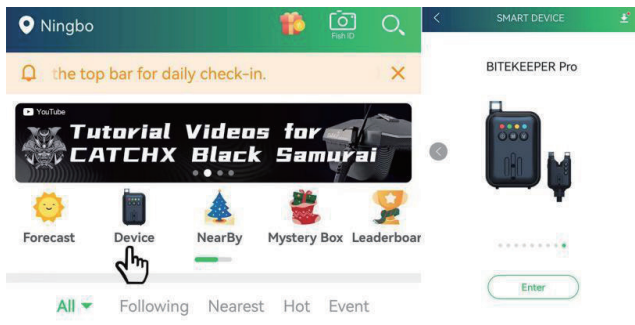 Ningbo
Fish ID
the top bar for daily check-in.
YouTube
Tutorial Videos for
CATCHX Black Samurai
Forecast
Device
NearBy
Mystery Box
Leaderboar
All
Following
Nearest
Hot
Event
SMART DEVICE
BITEKEEPER Pro
Enter